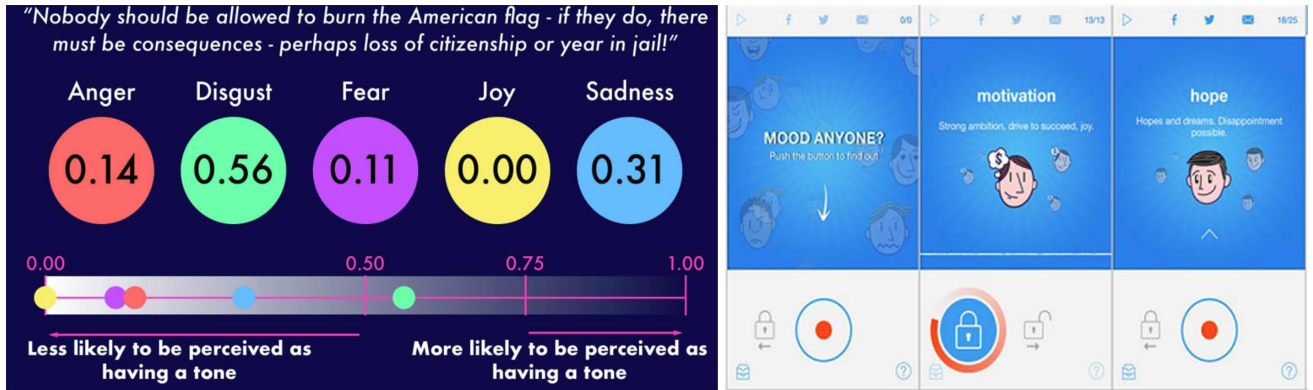 “Nobody should be allowed to burn the American flag - if they do, there
must be consequences - perhaps loss of citizenship or year in jail!”
Anger Disgust Fear Joy Sadness
0.14 0.56 0.11 0.00 0.31
0.00 0.50 0.75 1.00
Less likely to be perceived as
having a tone
More likely to be perceived as
having a tone
0/0
MOOD ANYONE?
Push the button to find out
?
13/13
motivation
Strong ambition, drive to succeed, joy.
$
?
18/25
hope
Hopes and dreams. Disappointment
possible.
?